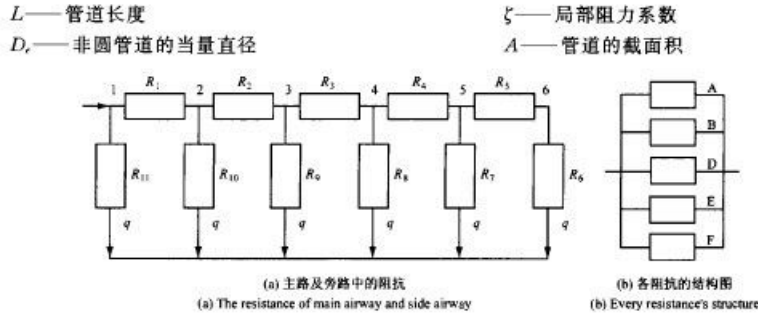 L——管道长度
ζ——局部阻力系数
Dₑ——非圆管道的当量直径
A——管道的截面积
1 R₁ 2 R₂ 3 R₃ 4 R₄ 5 R₅ 6
R₁₁ R₁₀ R₉ R₈ R₇ R₆
q q q q q q
A
B
D
E
F
(a) 主路及旁路中的阻抗
(a) The resistance of main airway and side airway
(b) 各阻抗的结构图
(b) Every resistance's structure